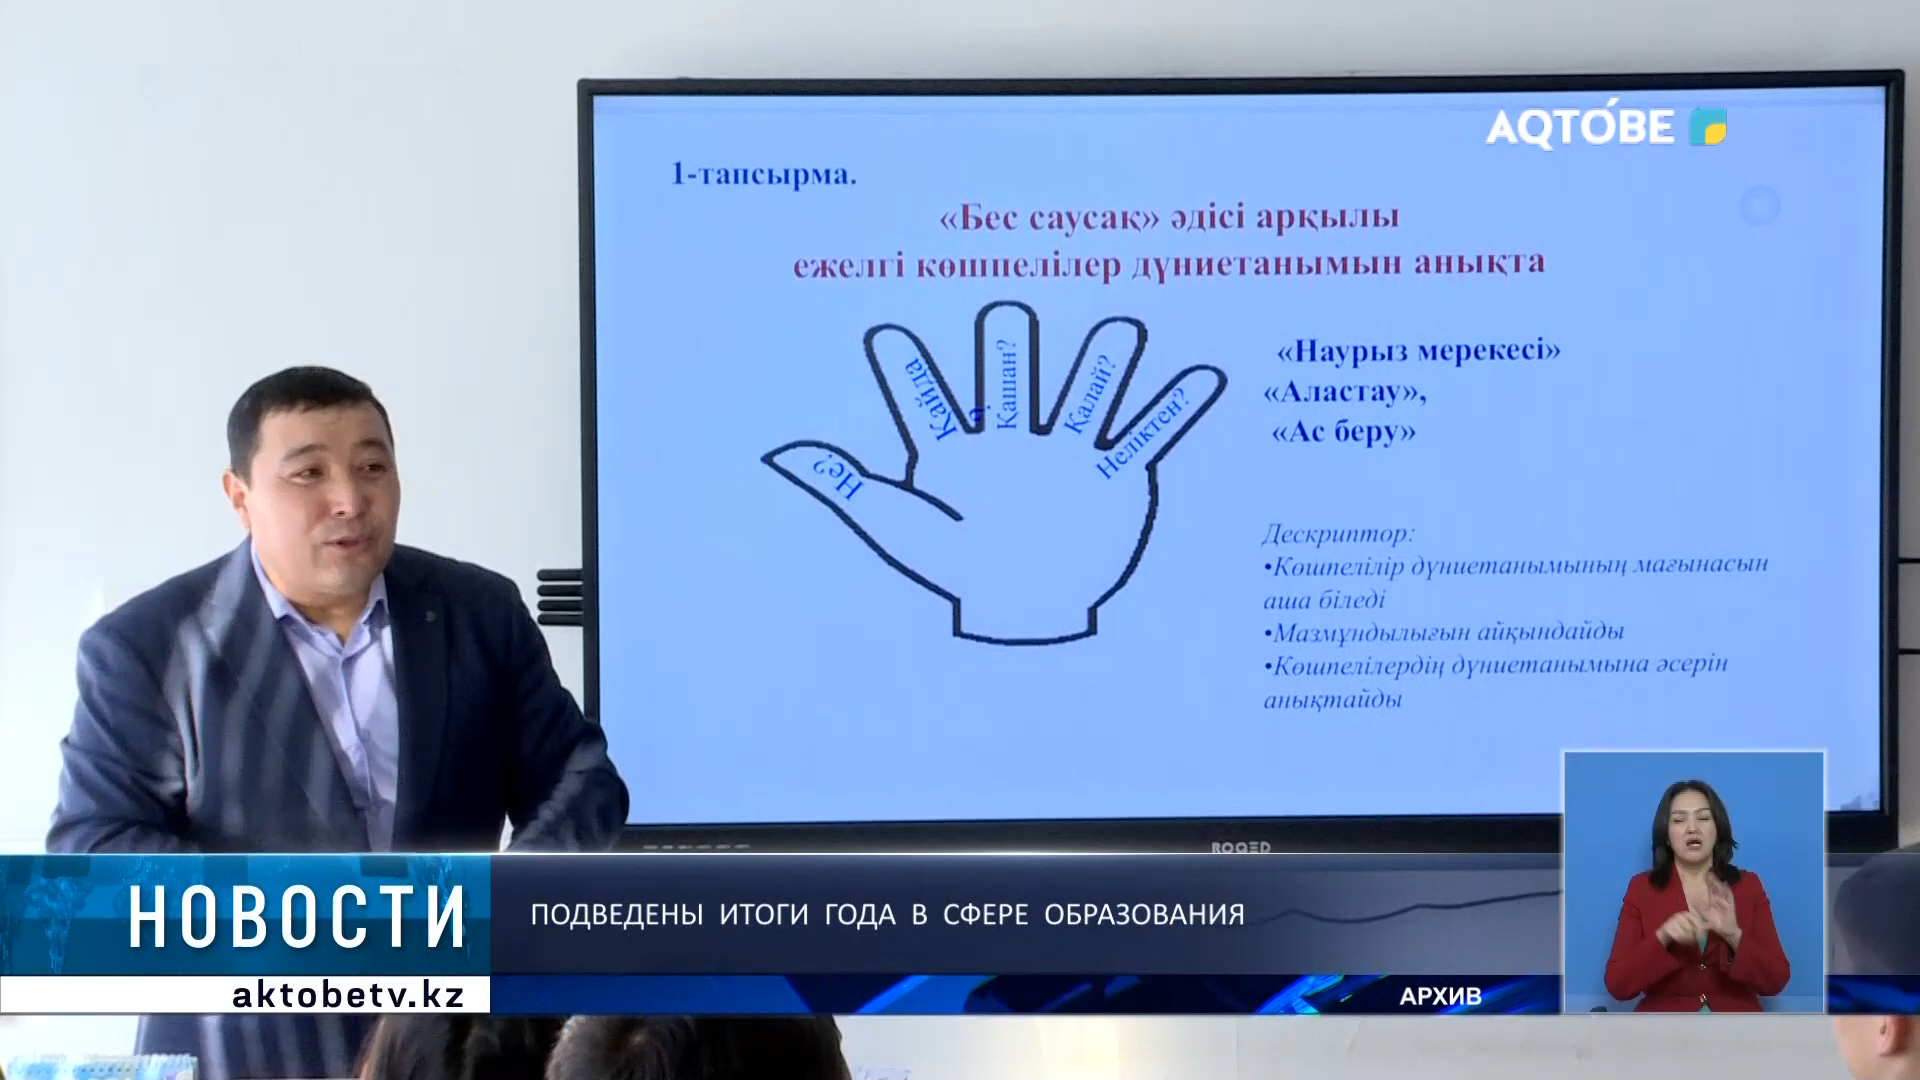 AQTÓBE
1-тапсырма.
«Бес саусақ» әдісі арқылы
ежелгі көшпелілер дүниетанымын анықта
Не?
Қайда
?
Қашан?
Қалай?
Неліктен?
«Наурыз мерекесі»
«Аластау»,
«Ас беру»
Дескриптор:
•Көшпелілір дүниетанымының мағынасын
аша біледі
•Мазмұндылығын айқындайды
•Көшпелілердің дүниетанымына әсерін
анықтайды
ROQED
НОВОСТИ
ПОДВЕДЕНЫ ИТОГИ ГОДА В СФЕРЕ ОБРАЗОВАНИЯ
aktobetv.kz
АРХИВ